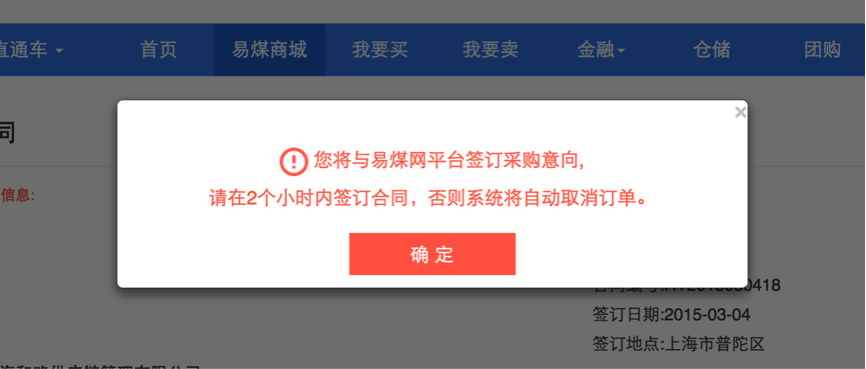 直通车 首页 易煤商城 我要买 我要卖 金融 仓储 团购
同
×
您将与易煤网平台签订采购意向,
信息:
请在2个小时内签订合同，否则系统将自动取消订单。
确 定
签订日期:2015-03-04
签订地点:上海市普陀区